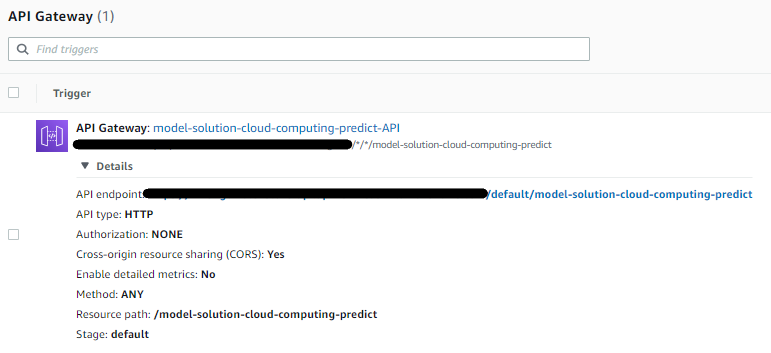 API Gateway (1)
Find triggers
Trigger
API Gateway: model-solution-cloud-computing-predict-API
/*/*/model-solution-cloud-computing-predict
Details
API endpoint: /default/model-solution-cloud-computing-predict
API type: HTTP
Authorization: NONE
Cross-origin resource sharing (CORS): Yes
Enable detailed metrics: No
Method: ANY
Resource path: /model-solution-cloud-computing-predict
Stage: default